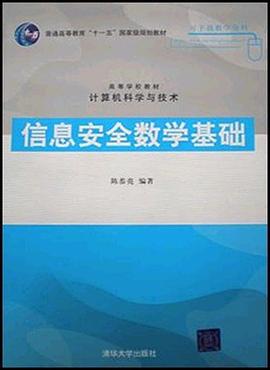 普通高等教育“十一五”国家级规划教材
高等学校教材
计算机科学与技术
信息安全数学基础
陈恭亮 编著
清华大学出版社